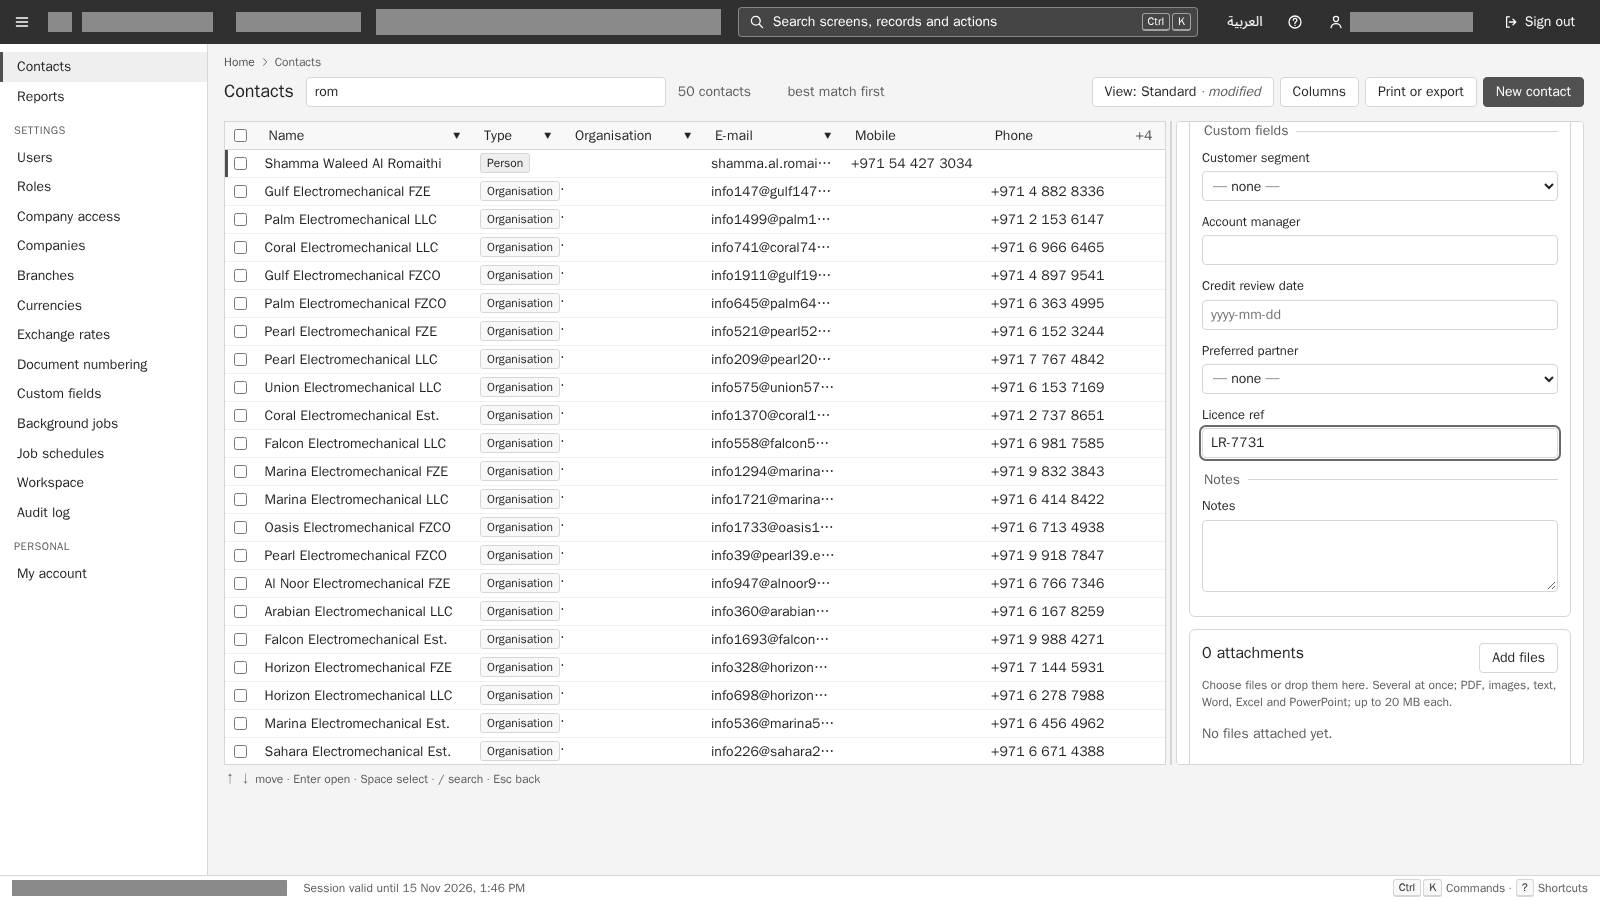 Search screens, records and actions Ctrl K العربية Sign out
Contacts
Reports
SETTINGS
Users
Roles
Company access
Companies
Branches
Currencies
Exchange rates
Document numbering
Custom fields
Background jobs
Job schedules
Workspace
Audit log
PERSONAL
My account
Home > Contacts
Contacts rom 50 contacts best match first View: Standard · modified Columns Print or export New contact
Name Type Organisation E-mail Mobile Phone +4
Shamma Waleed Al Romaithi Person shamma.al.romai··· +971 54 427 3034
Gulf Electromechanical FZE Organisation info147@gulf147··· +971 4 882 8336
Palm Electromechanical LLC Organisation info1499@palm1··· +971 2 153 6147
Coral Electromechanical LLC Organisation info741@coral74··· +971 6 966 6465
Gulf Electromechanical FZCO Organisation info1911@gulf19··· +971 4 897 9541
Palm Electromechanical FZCO Organisation info645@palm64··· +971 6 363 4995
Pearl Electromechanical FZE Organisation info521@pearl52··· +971 6 152 3244
Pearl Electromechanical LLC Organisation info209@pearl20··· +971 7 767 4842
Union Electromechanical LLC Organisation info575@union57··· +971 6 153 7169
Coral Electromechanical Est. Organisation info1370@coral1··· +971 2 737 8651
Falcon Electromechanical LLC Organisation info558@falcon5··· +971 6 981 7585
Marina Electromechanical FZE Organisation info1294@marina··· +971 9 832 3843
Marina Electromechanical LLC Organisation info1721@marina··· +971 6 414 8422
Oasis Electromechanical FZCO Organisation info1733@oasis1··· +971 6 713 4938
Pearl Electromechanical FZCO Organisation info39@pearl39.e··· +971 9 918 7847
Al Noor Electromechanical FZE Organisation info947@alnoor9··· +971 6 766 7346
Arabian Electromechanical LLC Organisation info360@arabian··· +971 6 167 8259
Falcon Electromechanical Est. Organisation info1693@falcon··· +971 9 988 4271
Horizon Electromechanical FZE Organisation info328@horizon··· +971 7 144 5931
Horizon Electromechanical LLC Organisation info698@horizon··· +971 6 278 7988
Marina Electromechanical Est. Organisation info536@marina5··· +971 6 456 4962
Sahara Electromechanical Est. Organisation info226@sahara2··· +971 6 671 4388
↑ ↓ move · Enter open · Space select · / search · Esc back
Custom fields
Customer segment
— none —
Account manager
Credit review date
yyyy-mm-dd
Preferred partner
— none —
Licence ref
LR-7731
Notes
Notes
0 attachments Add files
Choose files or drop them here. Several at once; PDF, images, text,
Word, Excel and PowerPoint; up to 20 MB each.
No files attached yet.
Session valid until 15 Nov 2026, 1:46 PM Ctrl K Commands · ? Shortcuts